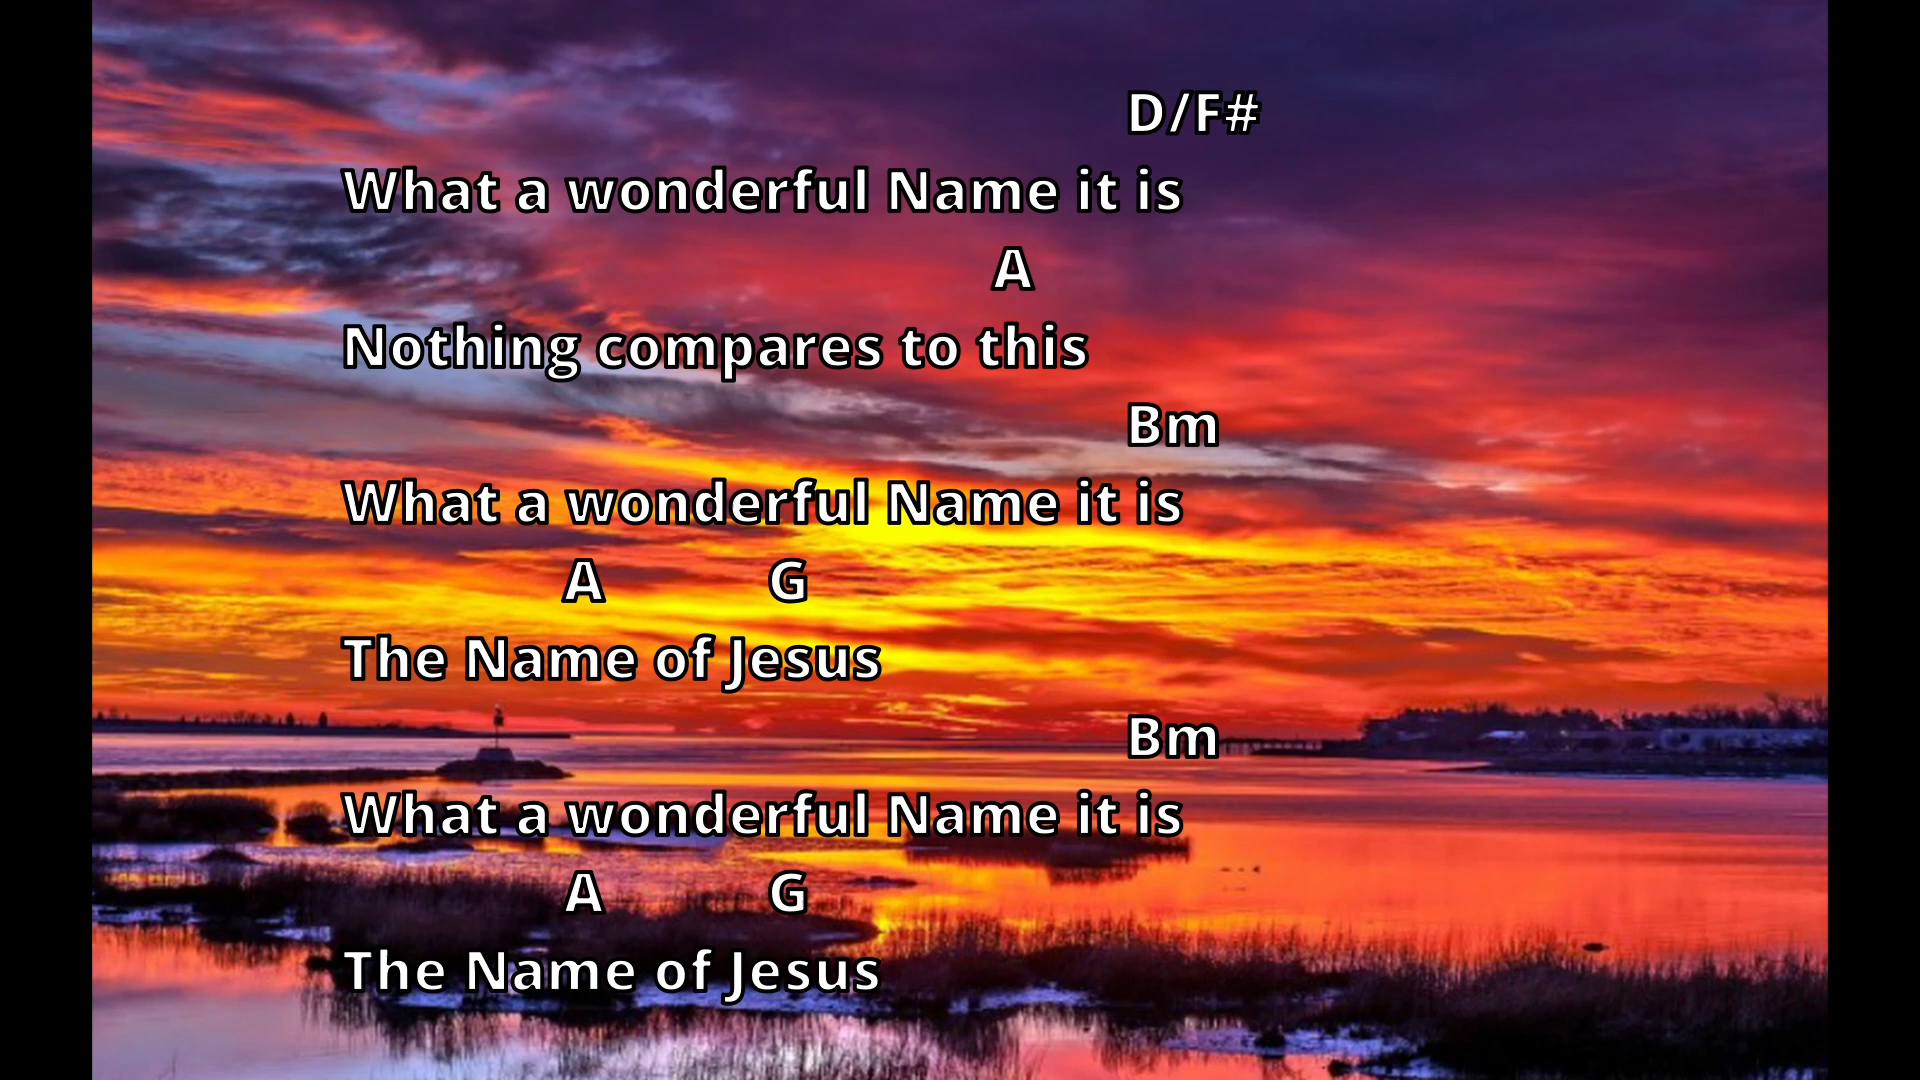 D/F#
What a wonderful Name it is
A
Nothing compares to this
Bm
What a wonderful Name it is
A G
The Name of Jesus
Bm
What a wonderful Name it is
A G
The Name of Jesus